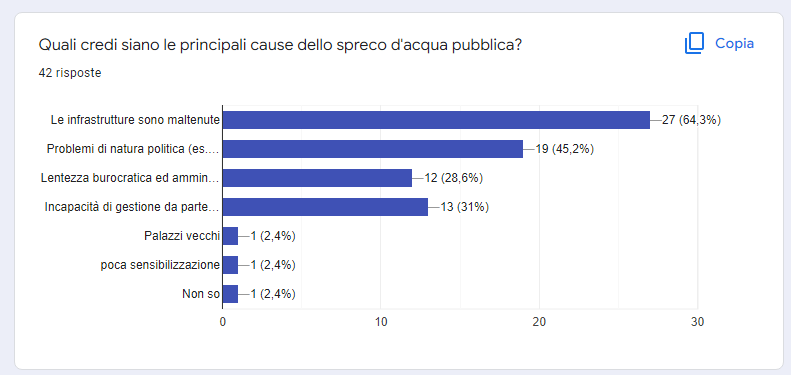 Quali credi siano le principali cause dello spreco d'acqua pubblica?
Copia
42 risposte
Le infrastrutture sono maltenute
27 (64,3%)
Problemi di natura politica (es.…
19 (45,2%)
Lentezza burocratica ed ammin…
12 (28,6%)
Incapacità di gestione da parte…
13 (31%)
Palazzi vecchi
1 (2,4%)
poca sensibilizzazione
1 (2,4%)
Non so
1 (2,4%)
0 10 20 30